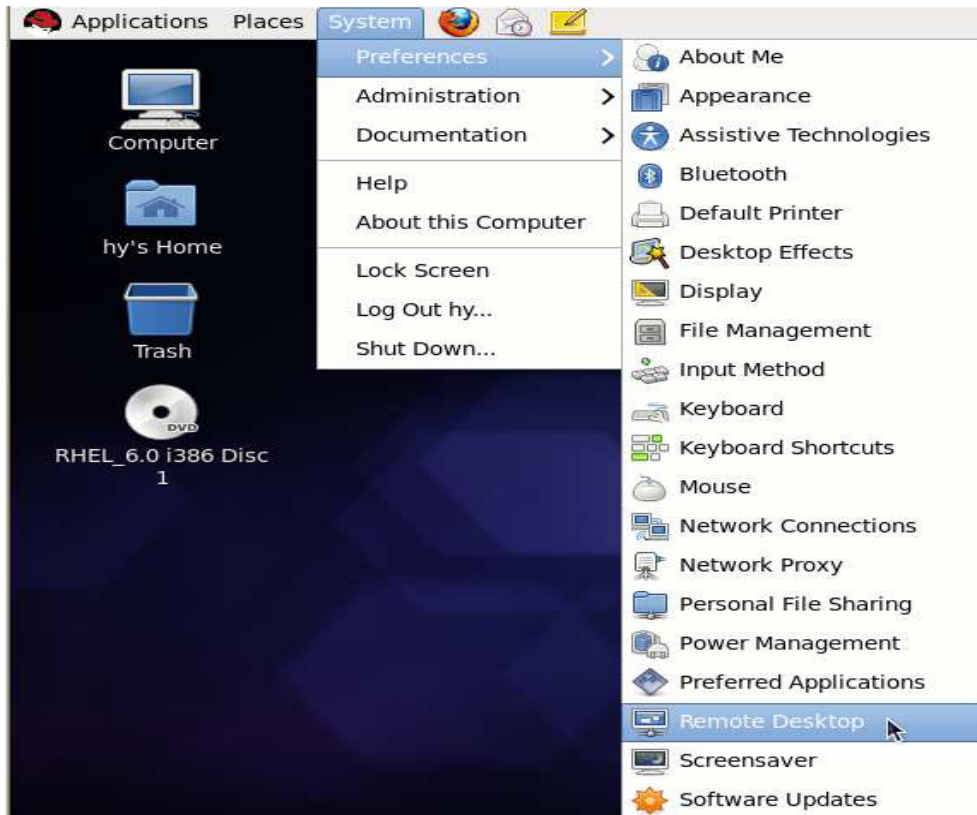 Applications Places System
Preferences
Administration
Documentation
Help
About this Computer
Lock Screen
Log Out hy...
Shut Down...
About Me
Appearance
Assistive Technologies
Bluetooth
Default Printer
Desktop Effects
Display
File Management
Input Method
Keyboard
Keyboard Shortcuts
Mouse
Network Connections
Network Proxy
Personal File Sharing
Power Management
Preferred Applications
Remote Desktop
Screensaver
Software Updates
Computer
hy's Home
Trash
DVD
RHEL_6.0 i386 Disc
1